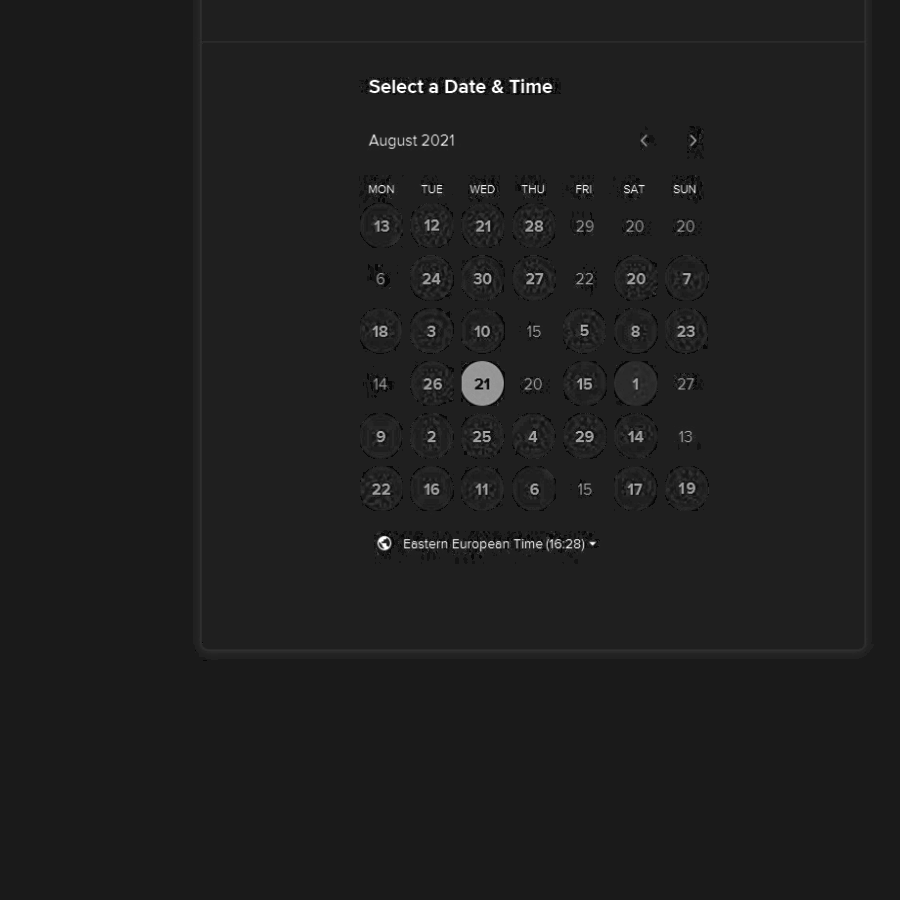 Select a Date & Time
August 2021
MON TUE WED THU FRI SAT SUN
13 12 21 28 29 20 20
6 24 30 27 22 20 7
18 3 10 15 5 8 23
14 26 21 20 15 1 27
9 2 25 4 29 14 13
22 16 11 6 15 17 19
Eastern European Time (16:28)